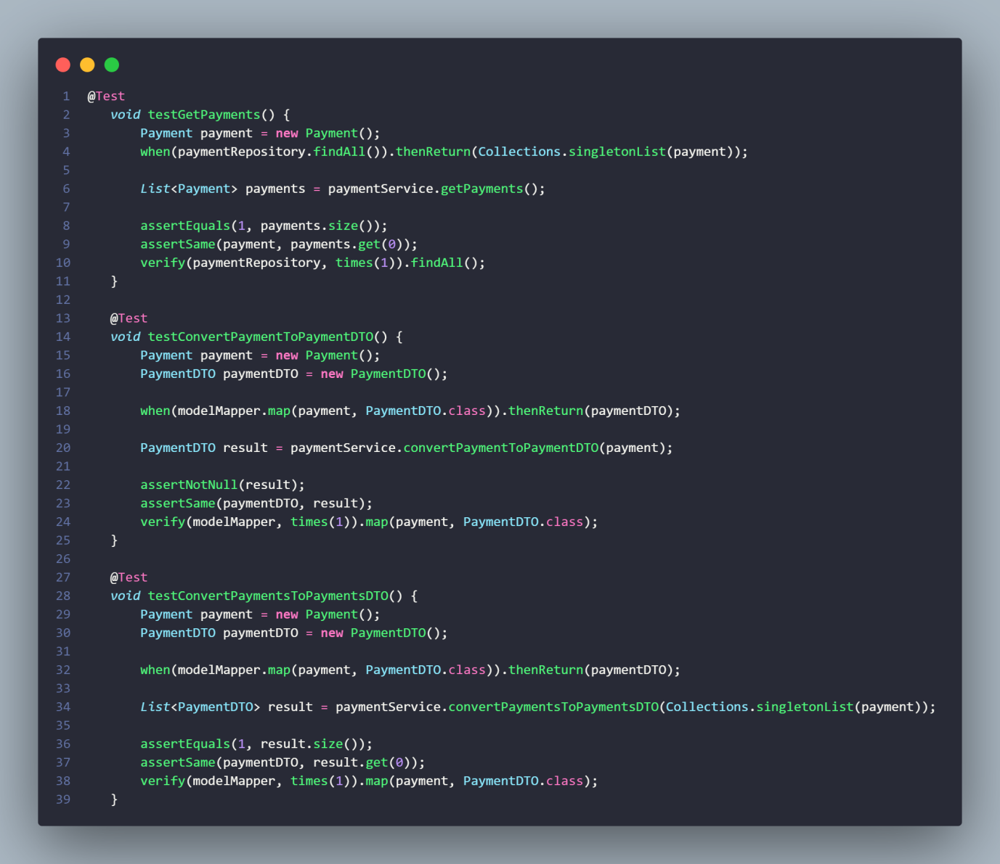 1 @Test
2 void testGetPayments() {
3 Payment payment = new Payment();
4 when(paymentRepository.findAll()).thenReturn(Collections.singletonList(payment));
5
6 List<Payment> payments = paymentService.getPayments();
7
8 assertEquals(1, payments.size());
9 assertSame(payment, payments.get(0));
10 verify(paymentRepository, times(1)).findAll();
11 }
12
13 @Test
14 void testConvertPaymentToPaymentDTO() {
15 Payment payment = new Payment();
16 PaymentDTO paymentDTO = new PaymentDTO();
17
18 when(modelMapper.map(payment, PaymentDTO.class)).thenReturn(paymentDTO);
19
20 PaymentDTO result = paymentService.convertPaymentToPaymentDTO(payment);
21
22 assertNotNull(result);
23 assertSame(paymentDTO, result);
24 verify(modelMapper, times(1)).map(payment, PaymentDTO.class);
25 }
26
27 @Test
28 void testConvertPaymentsToPaymentsDTO() {
29 Payment payment = new Payment();
30 PaymentDTO paymentDTO = new PaymentDTO();
31
32 when(modelMapper.map(payment, PaymentDTO.class)).thenReturn(paymentDTO);
33
34 List<PaymentDTO> result = paymentService.convertPaymentsToPaymentsDTO(Collections.singletonList(payment));
35
36 assertEquals(1, result.size());
37 assertSame(paymentDTO, result.get(0));
38 verify(modelMapper, times(1)).map(payment, PaymentDTO.class);
39 }